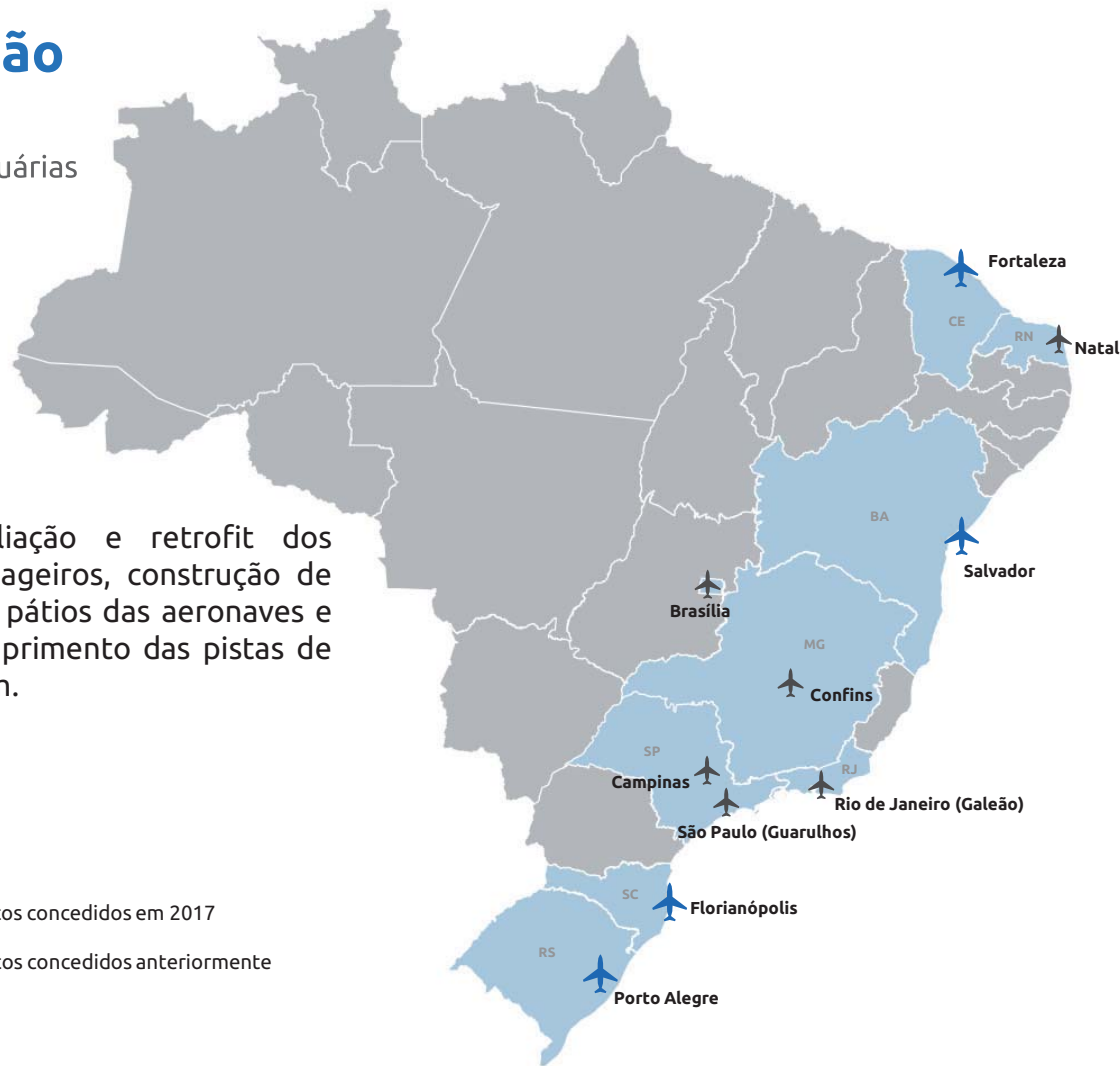 ão
uárias
Fortaleza
CE
RN
Natal
liação e retrofit dos
ageiros, construção de
pátios das aeronaves e
primento das pistas de
n.
BA
Salvador
Brasília
MG
Confins
SP
Campinas
RJ
Rio de Janeiro (Galeão)
São Paulo (Guarulhos)
SC
Florianópolis
os concedidos em 2017
RS
os concedidos anteriormente
Porto Alegre